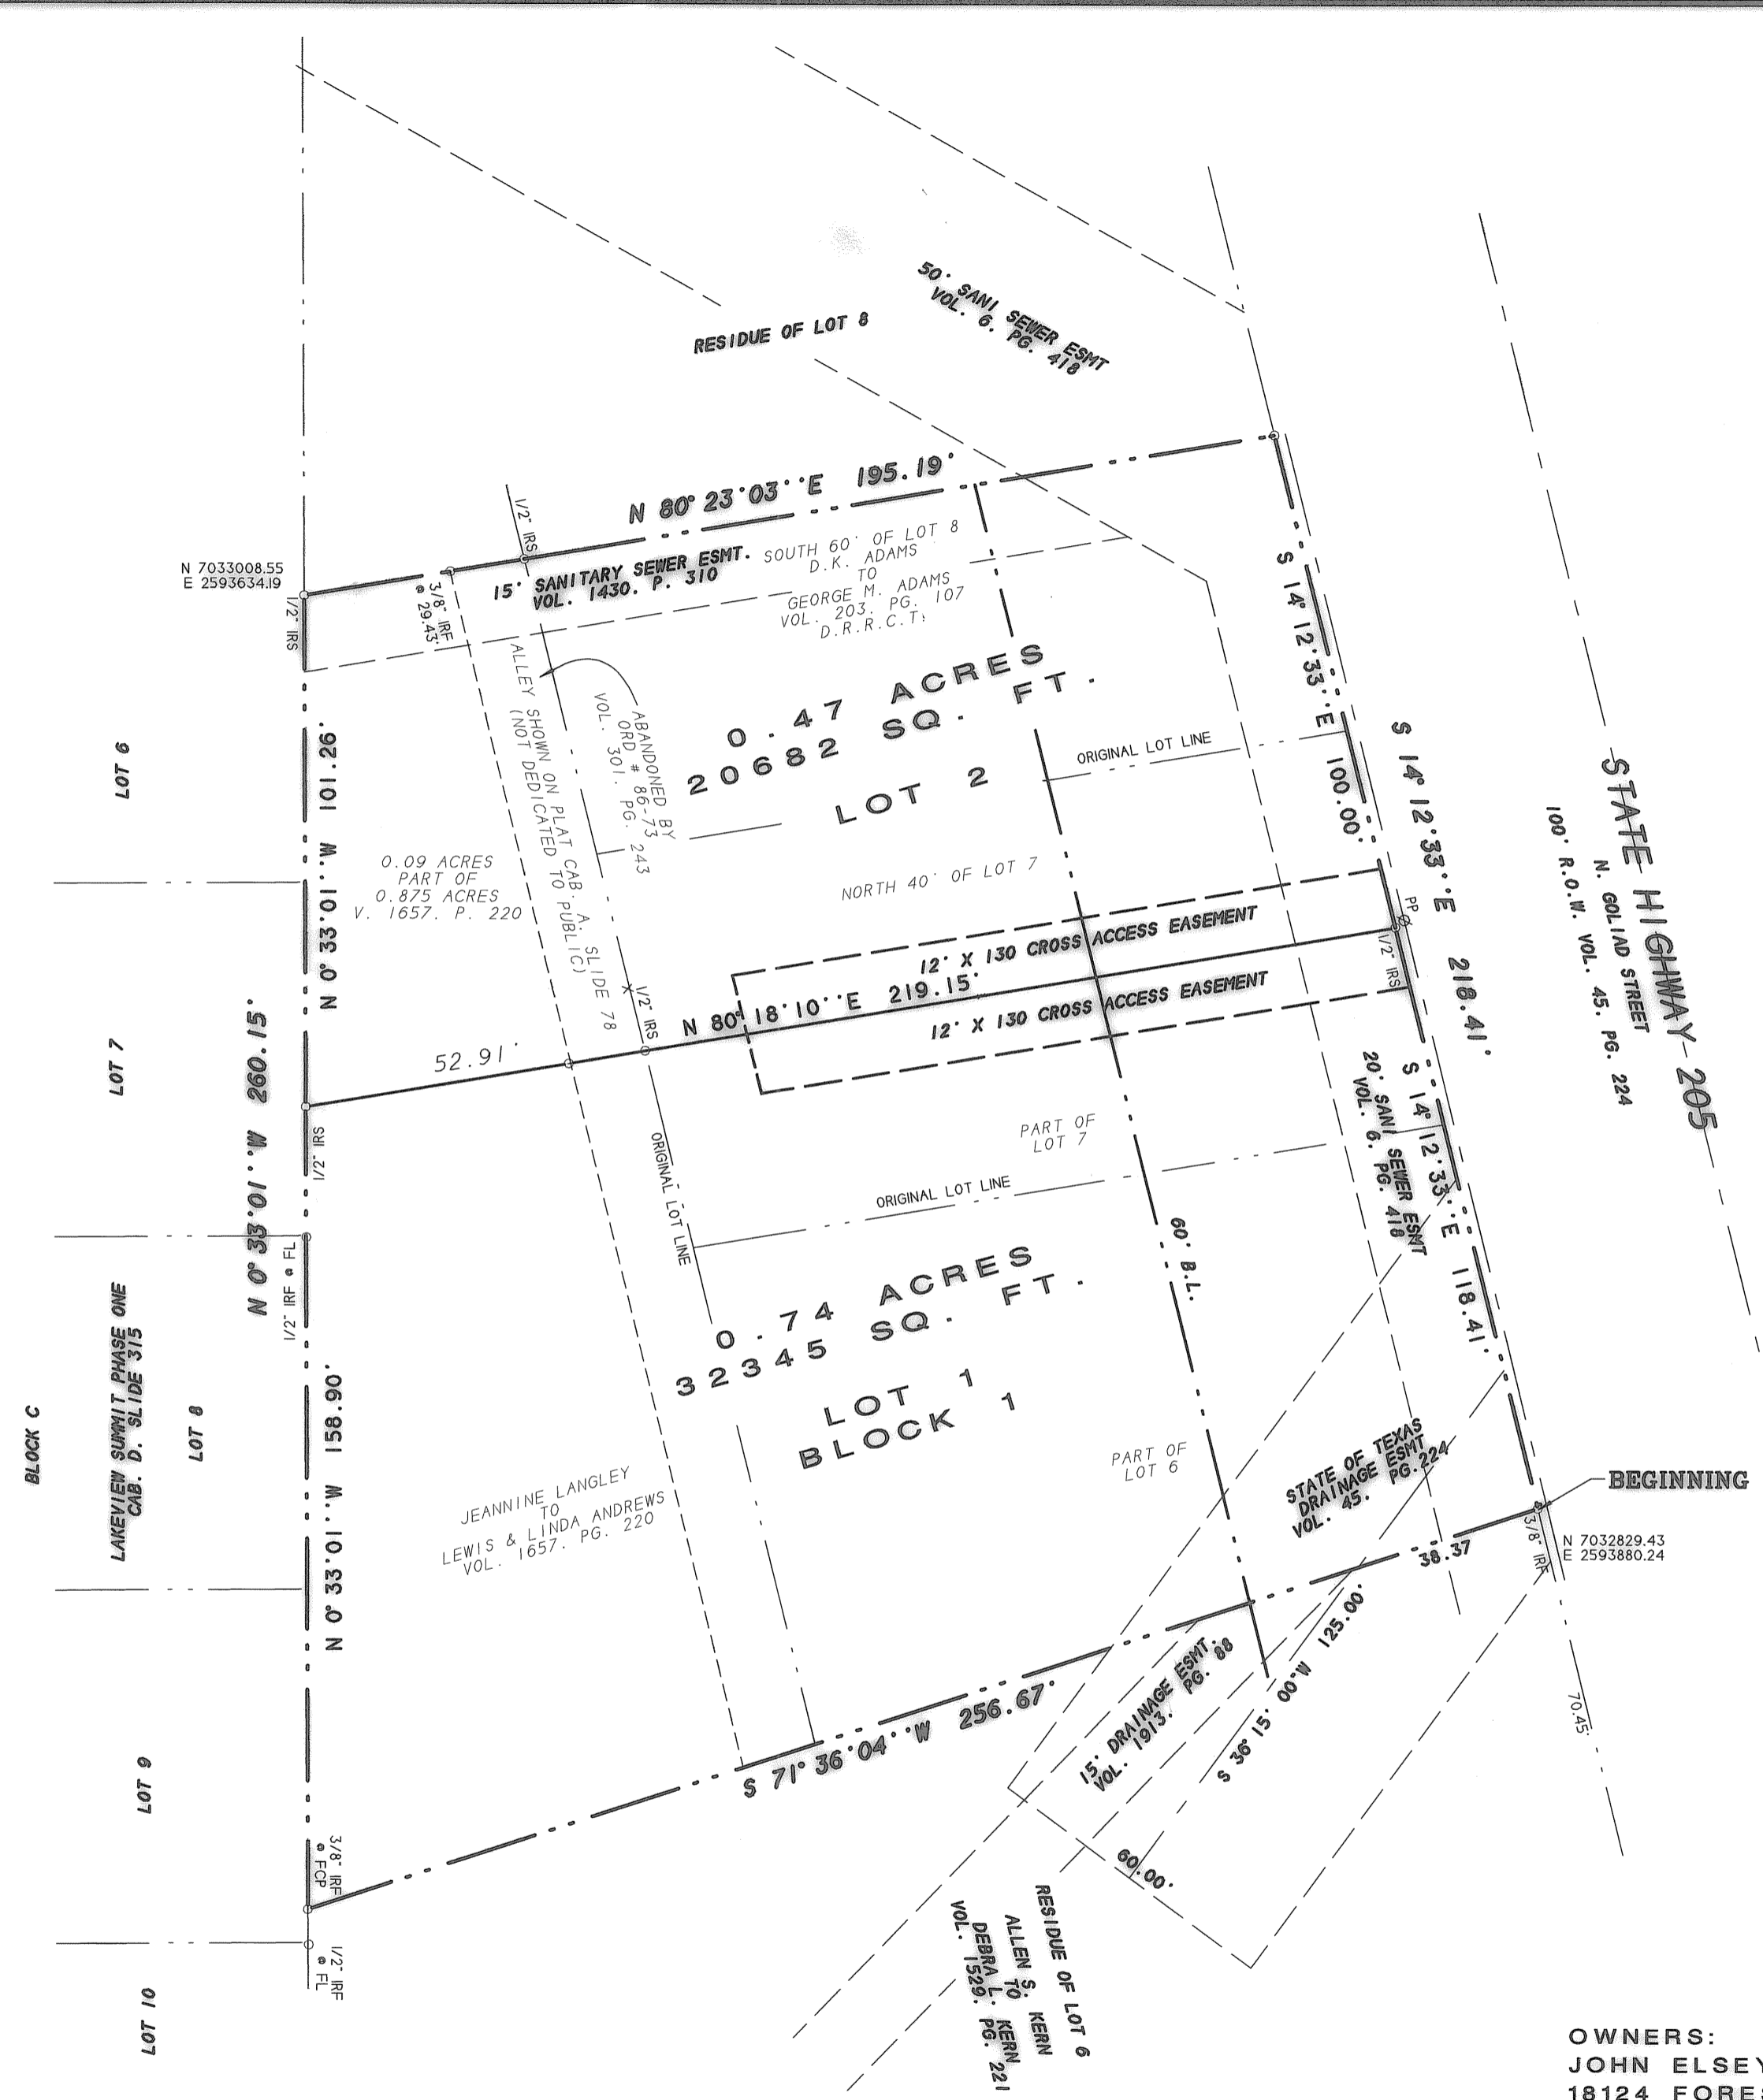 50' SANI SEWER ESMT
VOL. 6. PG. 418
RESIDUE OF LOT 8
N 80° 23'03''E 195.19'
1/2" IRS
N 7033008.55
E 2593634.19
1/2" IRS
3/8" IRF
@ 29.43'
15' SANITARY SEWER ESMT.
VOL. 1430. P. 310
SOUTH 60' OF LOT 8
D.K. ADAMS
TO
GEORGE M. ADAMS
VOL. 203. PG. 107
D.R.R.C.T.
S 14° 12'33''E 100.00'
S 14° 12'33''E 218.41'
STATE HIGHWAY 205
N. GOLIAD STREET
100' R.O.W. VOL. 45. PG. 224
0.47 ACRES
20682 SQ. FT.
LOT 2
ORIGINAL LOT LINE
ALLEY SHOWN ON PLAT CAB. A. SLIDE 78
(NOT DEDICATED TO PUBLIC)
ABANDONED BY
ORD # 86-73
VOL. 301. PG. 243
LOT 6
N 0° 33'01''W 101.26'
0.09 ACRES
PART OF
0.875 ACRES
V. 1657. P. 220
NORTH 40' OF LOT 7
12' X 130 CROSS ACCESS EASEMENT
PP
1/2" IRS
N 80° 18'10''E 219.15'
12' X 130 CROSS ACCESS EASEMENT
1/2" IRS
52.91'
LOT 7
N 0° 33'01''W 260.15'
1/2" IRS
20' SANI SEWER ESMT
VOL. 6. PG. 418
S 14° 12'33''E 118.41'
PART OF
LOT 7
ORIGINAL LOT LINE
ORIGINAL LOT LINE
1/2" IRF @ FL
60' B.L.
0.74 ACRES
32345 SQ. FT.
LOT 1
BLOCK 1
BLOCK C
LAKEVIEW SUMMIT PHASE ONE
CAB. D. SLIDE 315
LOT 8
N 0° 33'01''W 158.90'
PART OF
LOT 6
STATE OF TEXAS
DRAINAGE ESMT
VOL. 45. PG. 224
BEGINNING
JEANNINE LANGLEY
TO
LEWIS & LINDA ANDREWS
VOL. 1657. PG. 220
3/8" IRF
N 7032829.43
E 2593880.24
38.37
S 71° 36'04''W 256.67'
15' DRAINAGE ESMT.
VOL. 1913. PG. 88
S 36° 15' 00"W 125.00'
70.45'
LOT 9
3/8" IRF
@ FCP
60.00'
1/2" IRF
@ FL
RESIDUE OF LOT 6
ALLEN S. KERN
TO
DEBRA L. KERN
VOL. 1529. PG. 221
LOT 10
OWNERS:
JOHN ELSEY
18124 FORE